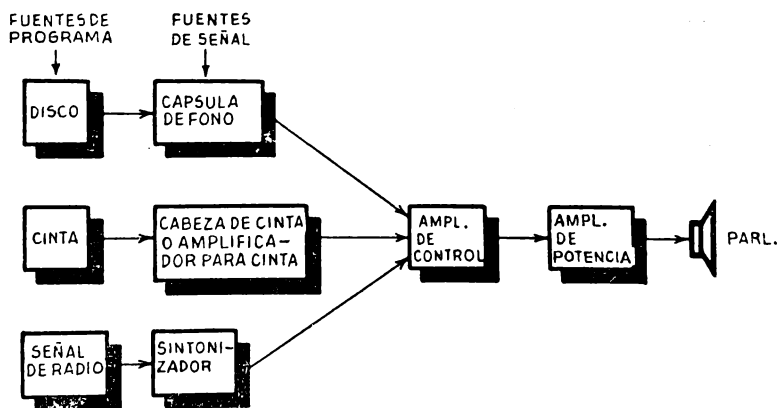 FUENTES DE
PROGRAMA
FUENTES
DE SEÑAL
DISCO
CAPSULA
DE FONO
CINTA
CABEZA DE CINTA
O AMPLIFICA-
DOR PARA CINTA
AMPL.
DE
CONTROL
AMPL.
DE
POTENCIA
PARL.
SEÑAL
DE RADIO
SINTONI-
ZADOR